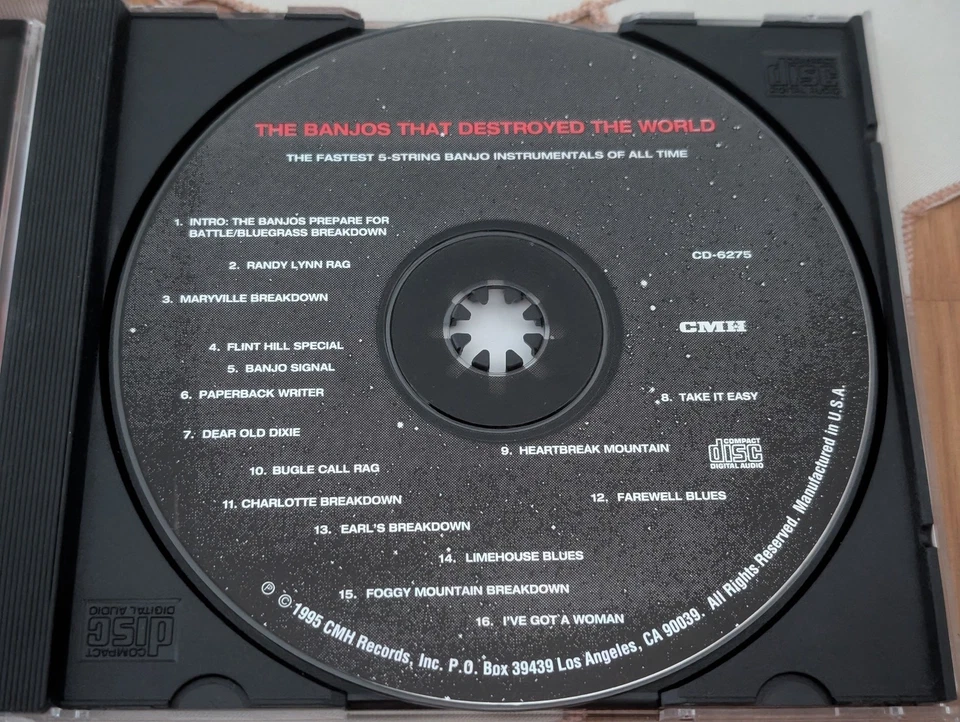 THE BANJOS THAT DESTROYED THE WORLD
THE FASTEST 5-STRING BANJO INSTRUMENTALS OF ALL TIME
1. INTRO: THE BANJOS PREPARE FOR
BATTLE/BLUEGRASS BREAKDOWN
2. RANDY LYNN RAG
3. MARYVILLE BREAKDOWN
4. FLINT HILL SPECIAL
5. BANJO SIGNAL
6. PAPERBACK WRITER
7. DEAR OLD DIXIE
CD-6275
CMH
8. TAKE IT EASY
9. HEARTBREAK MOUNTAIN
COMPACT
disc
DIGITAL AUDIO
10. BUGLE CALL RAG
11. CHARLOTTE BREAKDOWN
12. FAREWELL BLUES
13. EARL'S BREAKDOWN
14. LIMEHOUSE BLUES
15. FOGGY MOUNTAIN BREAKDOWN
16. I'VE GOT A WOMAN
℗ © 1995 CMH Records, Inc. P.O. Box 39439 Los Angeles, CA 90039. All Rights Reserved. Manufactured in U.S.A.
COMPACT
disc
DIGITAL AUDIO
COMPACT
disc
DIGITAL AUDIO